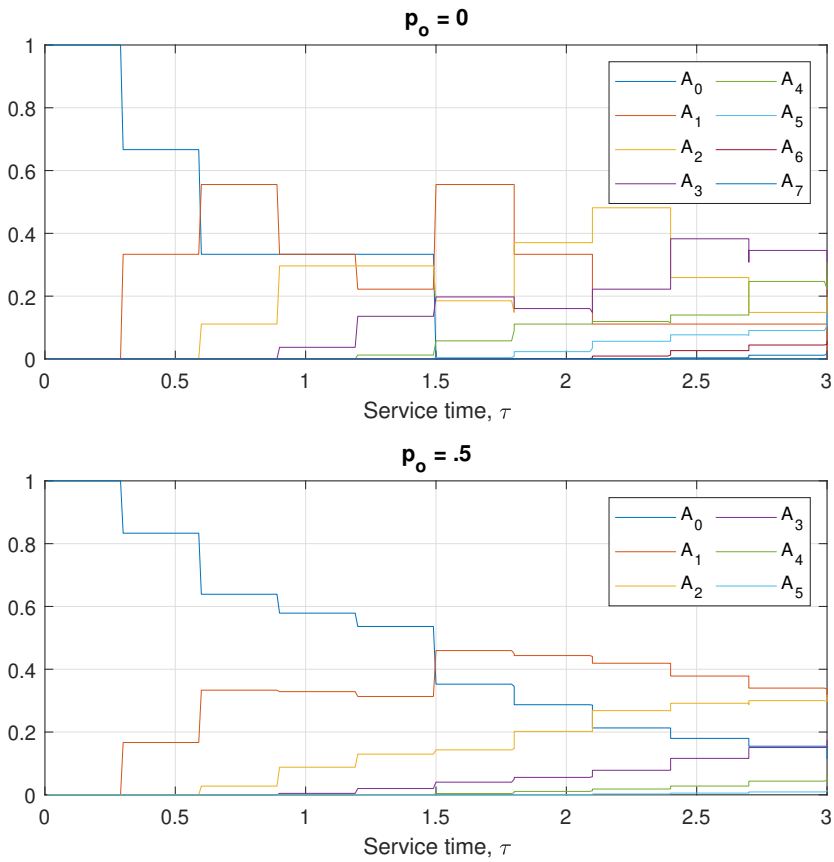 p_o = 0
1
0.8
0.6
0.4
0.2
0
A_0 A_4
A_1 A_5
A_2 A_6
A_3 A_7
0 0.5 1 1.5 2 2.5 3
Service time, τ
p_o = .5
1
0.8
0.6
0.4
0.2
0
A_0 A_3
A_1 A_4
A_2 A_5
0 0.5 1 1.5 2 2.5 3
Service time, τ